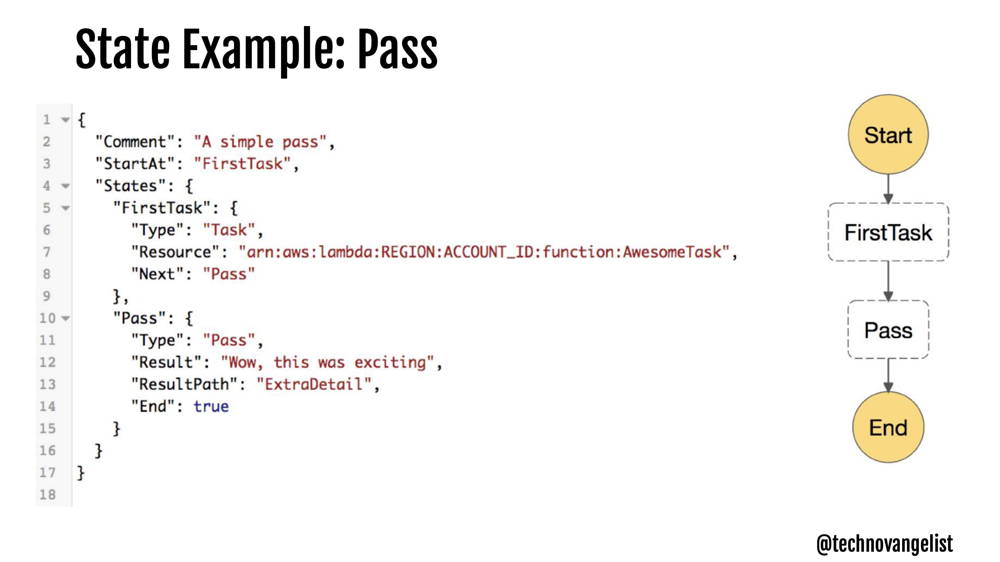 State Example: Pass
1 {
2 "Comment": "A simple pass",
3 "StartAt": "FirstTask",
4 "States": {
5 "FirstTask": {
6 "Type": "Task",
7 "Resource": "arn:aws:lambda:REGION:ACCOUNT_ID:function:AwesomeTask",
8 "Next": "Pass"
9 },
10 "Pass": {
11 "Type": "Pass",
12 "Result": "Wow, this was exciting",
13 "ResultPath": "ExtraDetail",
14 "End": true
15 }
16 }
17 }
18
Start
FirstTask
Pass
End
@technovangelist